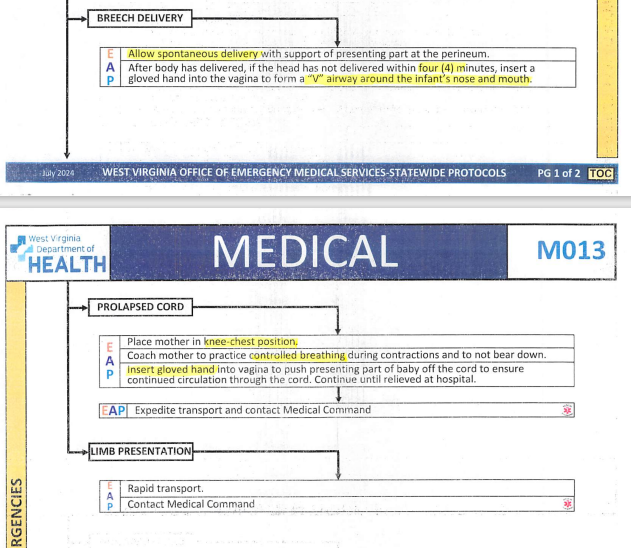 BREECH DELIVERY
E
A
P
Allow spontaneous delivery with support of presenting part at the perineum.
After body has delivered, if the head has not delivered within four (4) minutes, insert a
gloved hand into the vagina to form a "V" airway around the infant's nose and mouth.
July 2024 WEST VIRGINIA OFFICE OF EMERGENCY MEDICAL SERVICES-STATEWIDE PROTOCOLS PG 1 of 2 TOC
West Virginia
Department of
HEALTH
MEDICAL
M013
PROLAPSED CORD
E
A
P
Place mother in knee-chest position.
Coach mother to practice controlled breathing during contractions and to not bear down.
Insert gloved hand into vagina to push presenting part of baby off the cord to ensure
continued circulation through the cord. Continue until relieved at hospital.
EAP Expedite transport and contact Medical Command
LIMB PRESENTATION
E
A
P
Rapid transport.
Contact Medical Command
RGENCIES